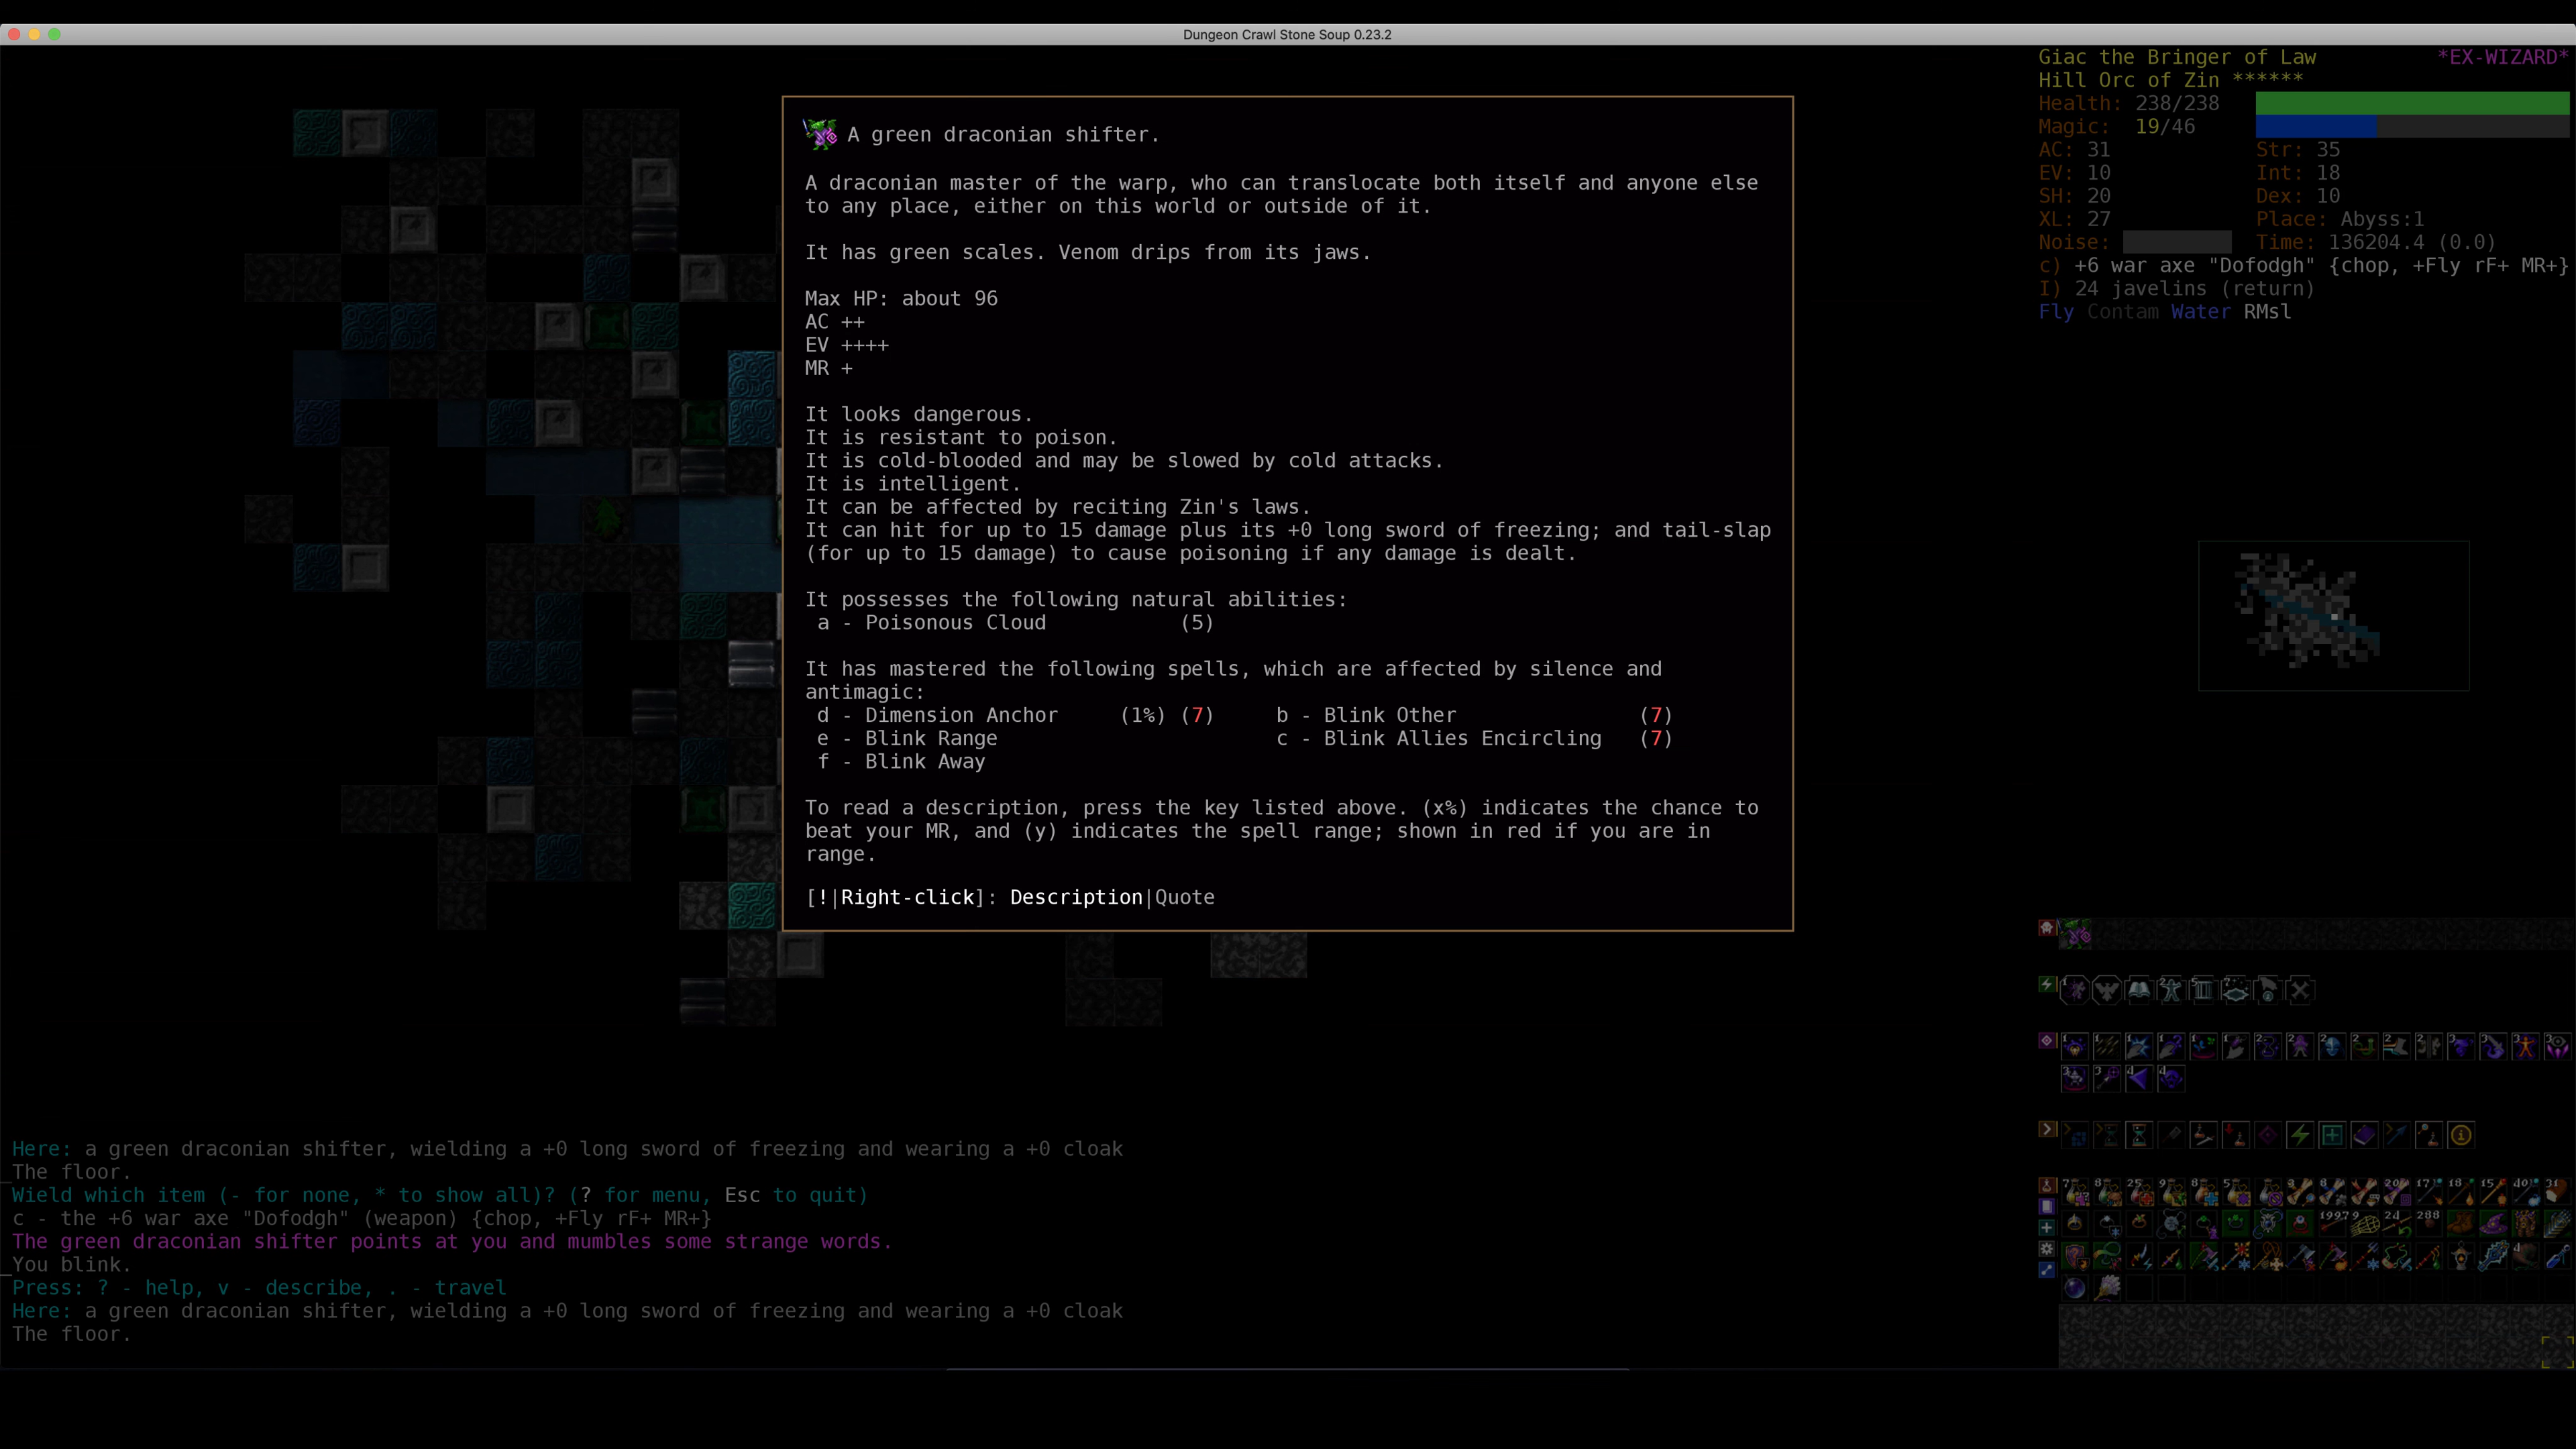 Dungeon Crawl Stone Soup 0.23.2
Giac the Bringer of Law *EX-WIZARD*
Hill Orc of Zin ******
Health: 238/238
Magic: 19/46
AC: 31 Str: 35
EV: 10 Int: 18
SH: 20 Dex: 10
XL: 27 Place: Abyss:1
Noise: Time: 136204.4 (0.0)
c) +6 war axe "Dofodgh" {chop, +Fly rF+ MR+}
I) 24 javelins (return)
Fly Contam Water RMsl
A green draconian shifter.
A draconian master of the warp, who can translocate both itself and anyone else
to any place, either on this world or outside of it.
It has green scales. Venom drips from its jaws.
Max HP: about 96
AC ++
EV ++++
MR +
It looks dangerous.
It is resistant to poison.
It is cold-blooded and may be slowed by cold attacks.
It is intelligent.
It can be affected by reciting Zin's laws.
It can hit for up to 15 damage plus its +0 long sword of freezing; and tail-slap
(for up to 15 damage) to cause poisoning if any damage is dealt.
It possesses the following natural abilities:
a - Poisonous Cloud (5)
It has mastered the following spells, which are affected by silence and
antimagic:
d - Dimension Anchor (1%) (7) b - Blink Other (7)
e - Blink Range c - Blink Allies Encircling (7)
f - Blink Away
To read a description, press the key listed above. (x%) indicates the chance to
beat your MR, and (y) indicates the spell range; shown in red if you are in
range.
[!|Right-click]: Description|Quote
Here: a green draconian shifter, wielding a +0 long sword of freezing and wearing a +0 cloak
The floor.
_Wield which item (- for none, * to show all)? (? for menu, Esc to quit)
c - the +6 war axe "Dofodgh" (weapon) {chop, +Fly rF+ MR+}
The green draconian shifter points at you and mumbles some strange words.
You blink.
_Press: ? - help, v - describe, . - travel
Here: a green draconian shifter, wielding a +0 long sword of freezing and wearing a +0 cloak
The floor.